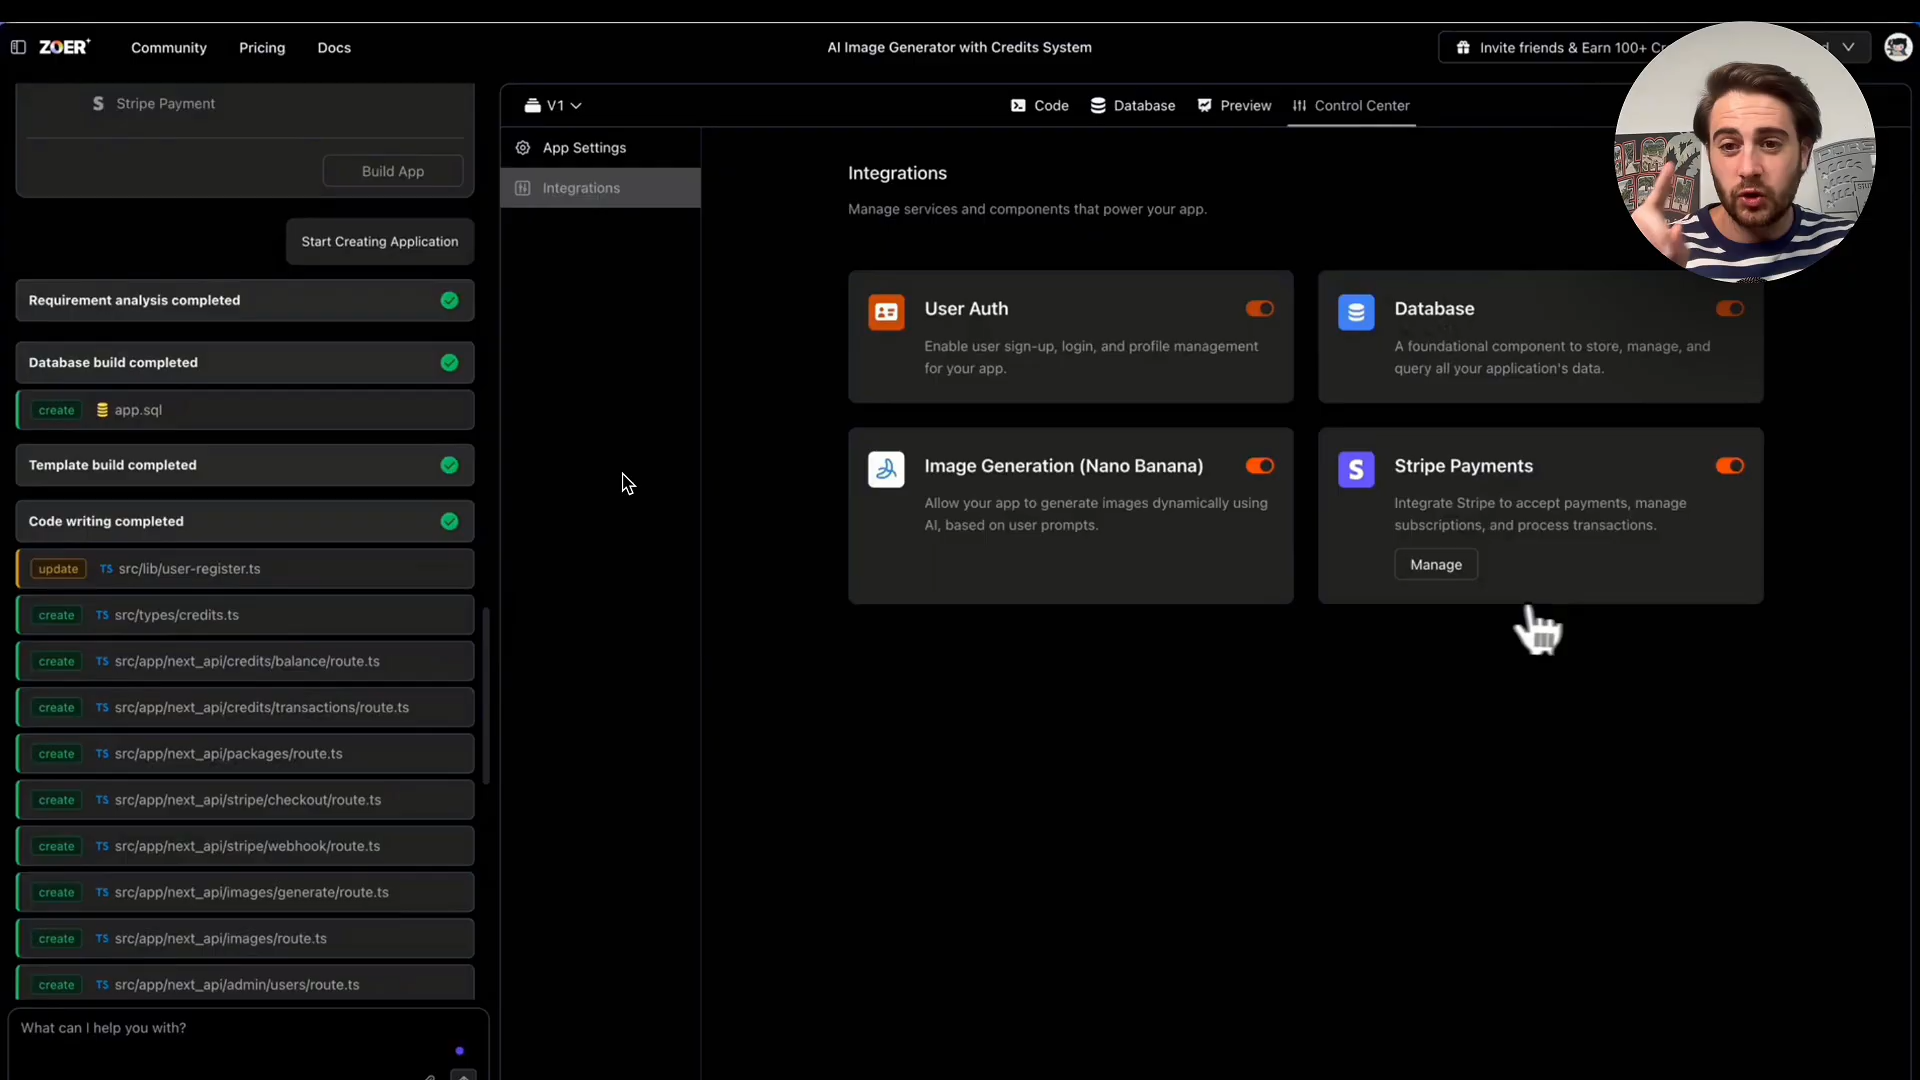 ZOER+
Community
Pricing
Docs
AI Image Generator with Credits System
Invite friends & Earn 100+ Cr
Stripe Payment
Build App
Start Creating Application
Requirement analysis completed
Database build completed
create app.sql
Template build completed
Code writing completed
update TS src/lib/user-register.ts
create TS src/types/credits.ts
create TS src/app/next_api/credits/balance/route.ts
create TS src/app/next_api/credits/transactions/route.ts
create TS src/app/next_api/packages/route.ts
create TS src/app/next_api/stripe/checkout/route.ts
create TS src/app/next_api/stripe/webhook/route.ts
create TS src/app/next_api/images/generate/route.ts
create TS src/app/next_api/images/route.ts
create TS src/app/next_api/admin/users/route.ts
What can I help you with?
V1
Code
Database
Preview
Control Center
App Settings
Integrations
Integrations
Manage services and components that power your app.
User Auth
Enable user sign-up, login, and profile management
for your app.
Database
A foundational component to store, manage, and
query all your application's data.
Image Generation (Nano Banana)
Allow your app to generate images dynamically using
AI, based on user prompts.
Stripe Payments
Integrate Stripe to accept payments, manage
subscriptions, and process transactions.
Manage